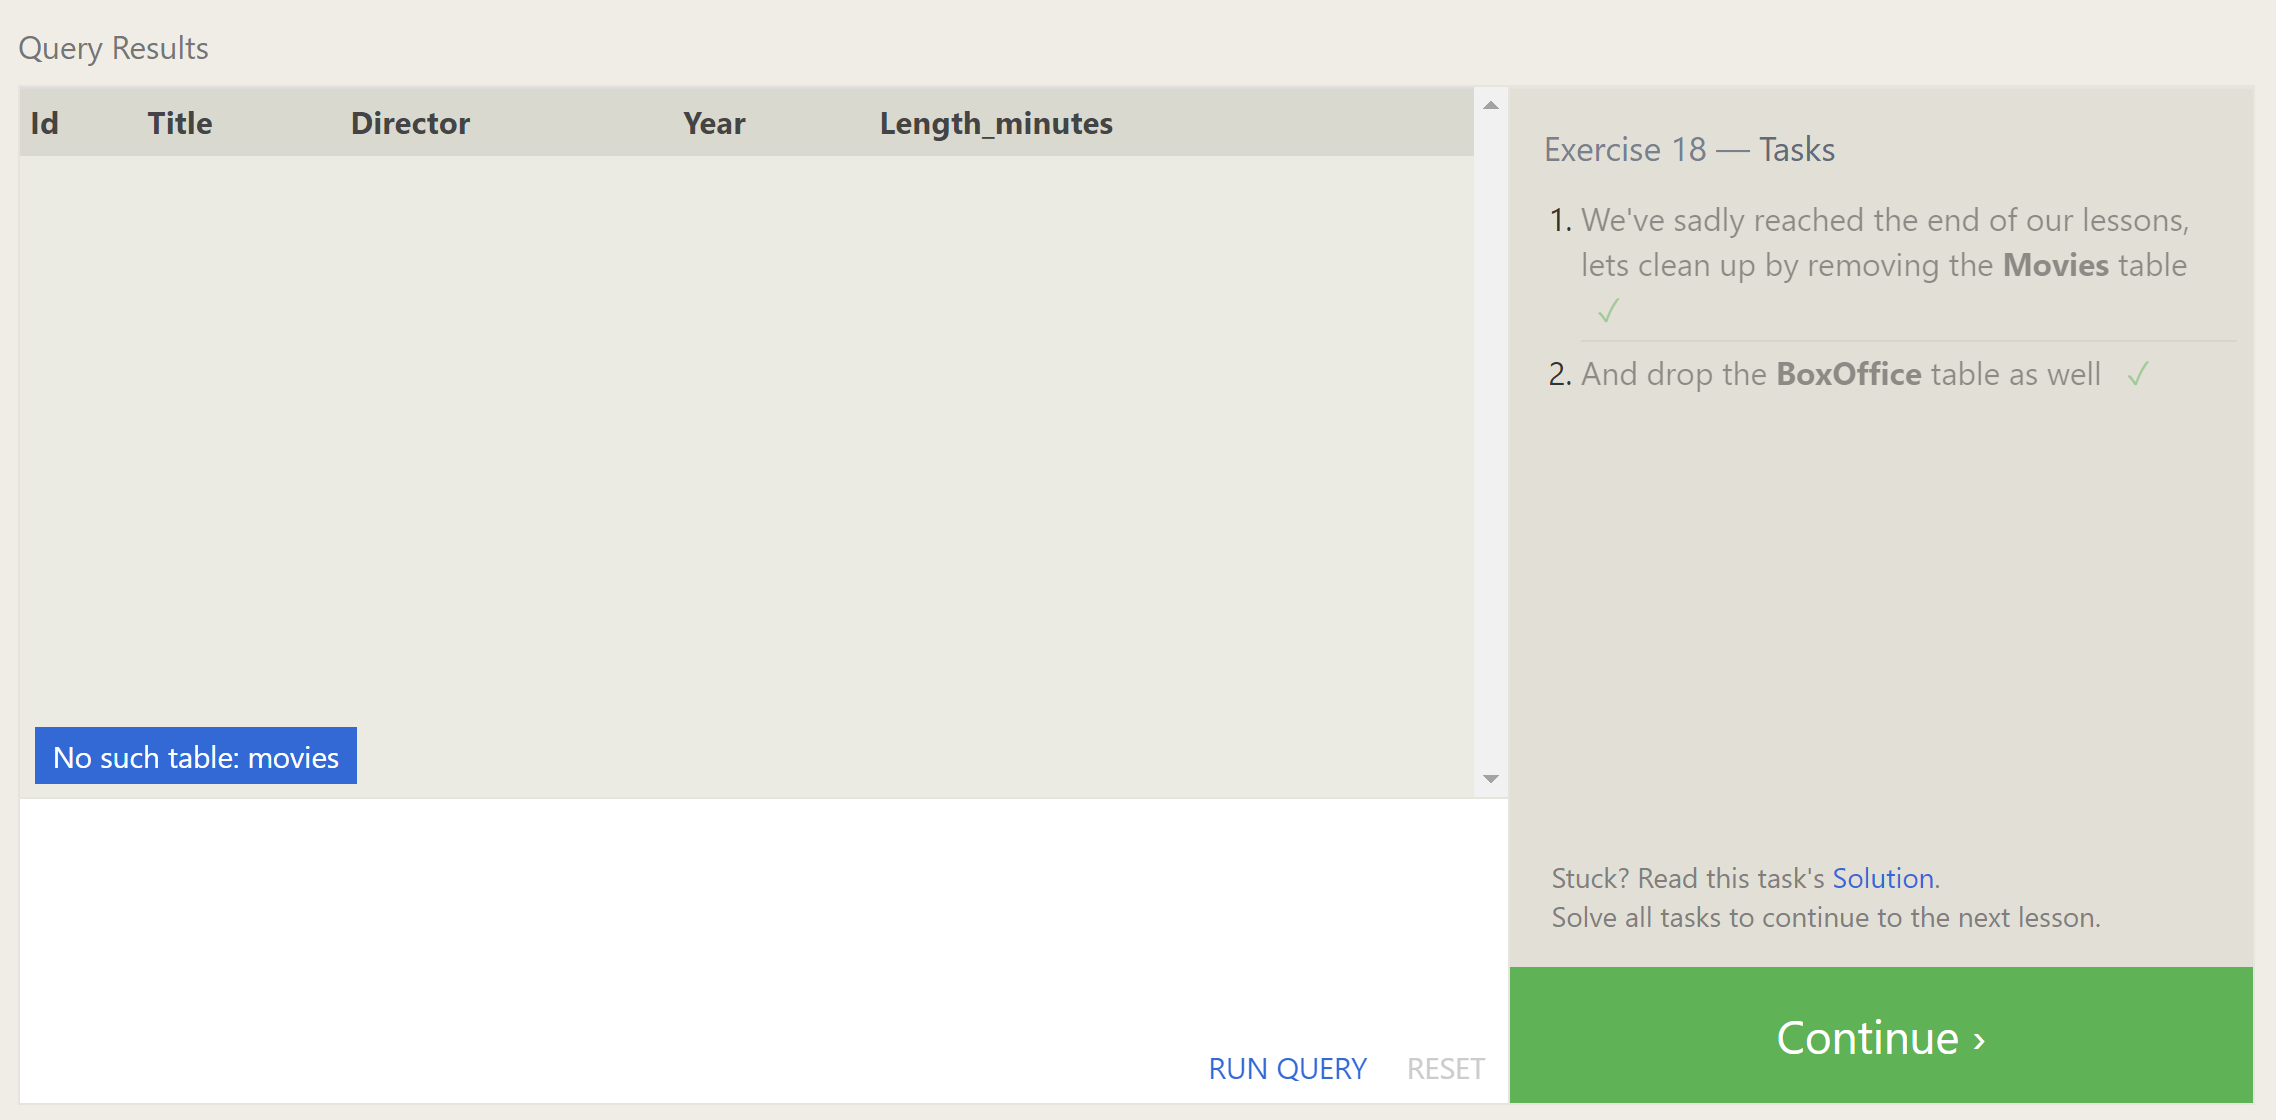 Query Results
Id Title Director Year Length_minutes
No such table: movies
RUN QUERY RESET
Exercise 18 — Tasks
1. We've sadly reached the end of our lessons,
lets clean up by removing the Movies table
✓
2. And drop the BoxOffice table as well ✓
Stuck? Read this task's Solution.
Solve all tasks to continue to the next lesson.
Continue ›